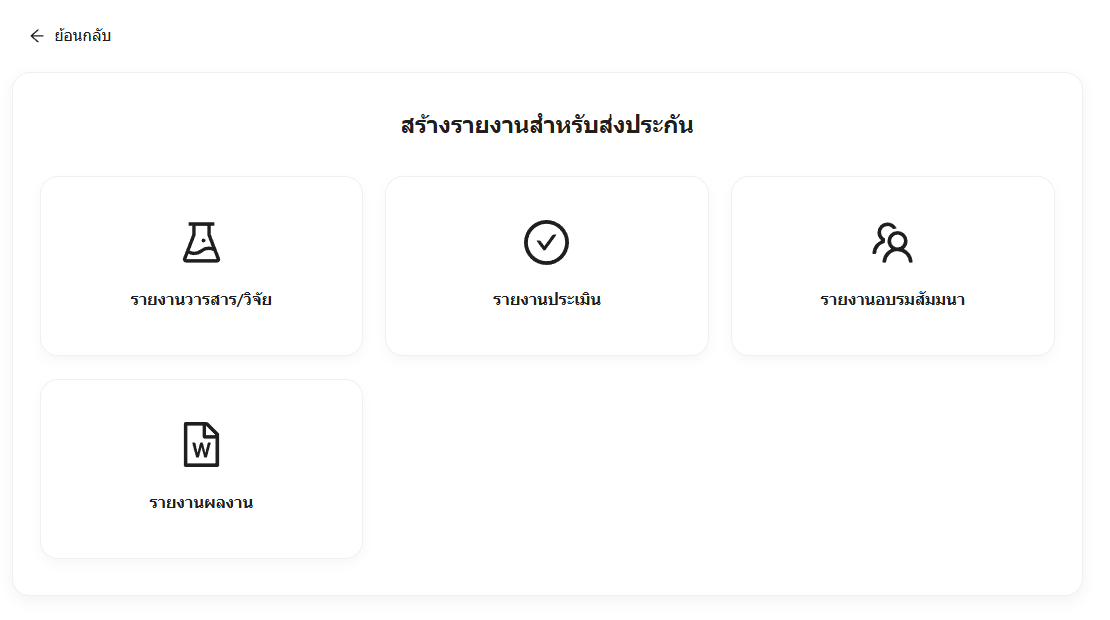 ย้อนกลับ
สร้างรายงานสำหรับส่งประกัน
รายงานวารสาร/วิจัย
รายงานประเมิน
รายงานอบรมสัมมนา
W
รายงานผลงาน